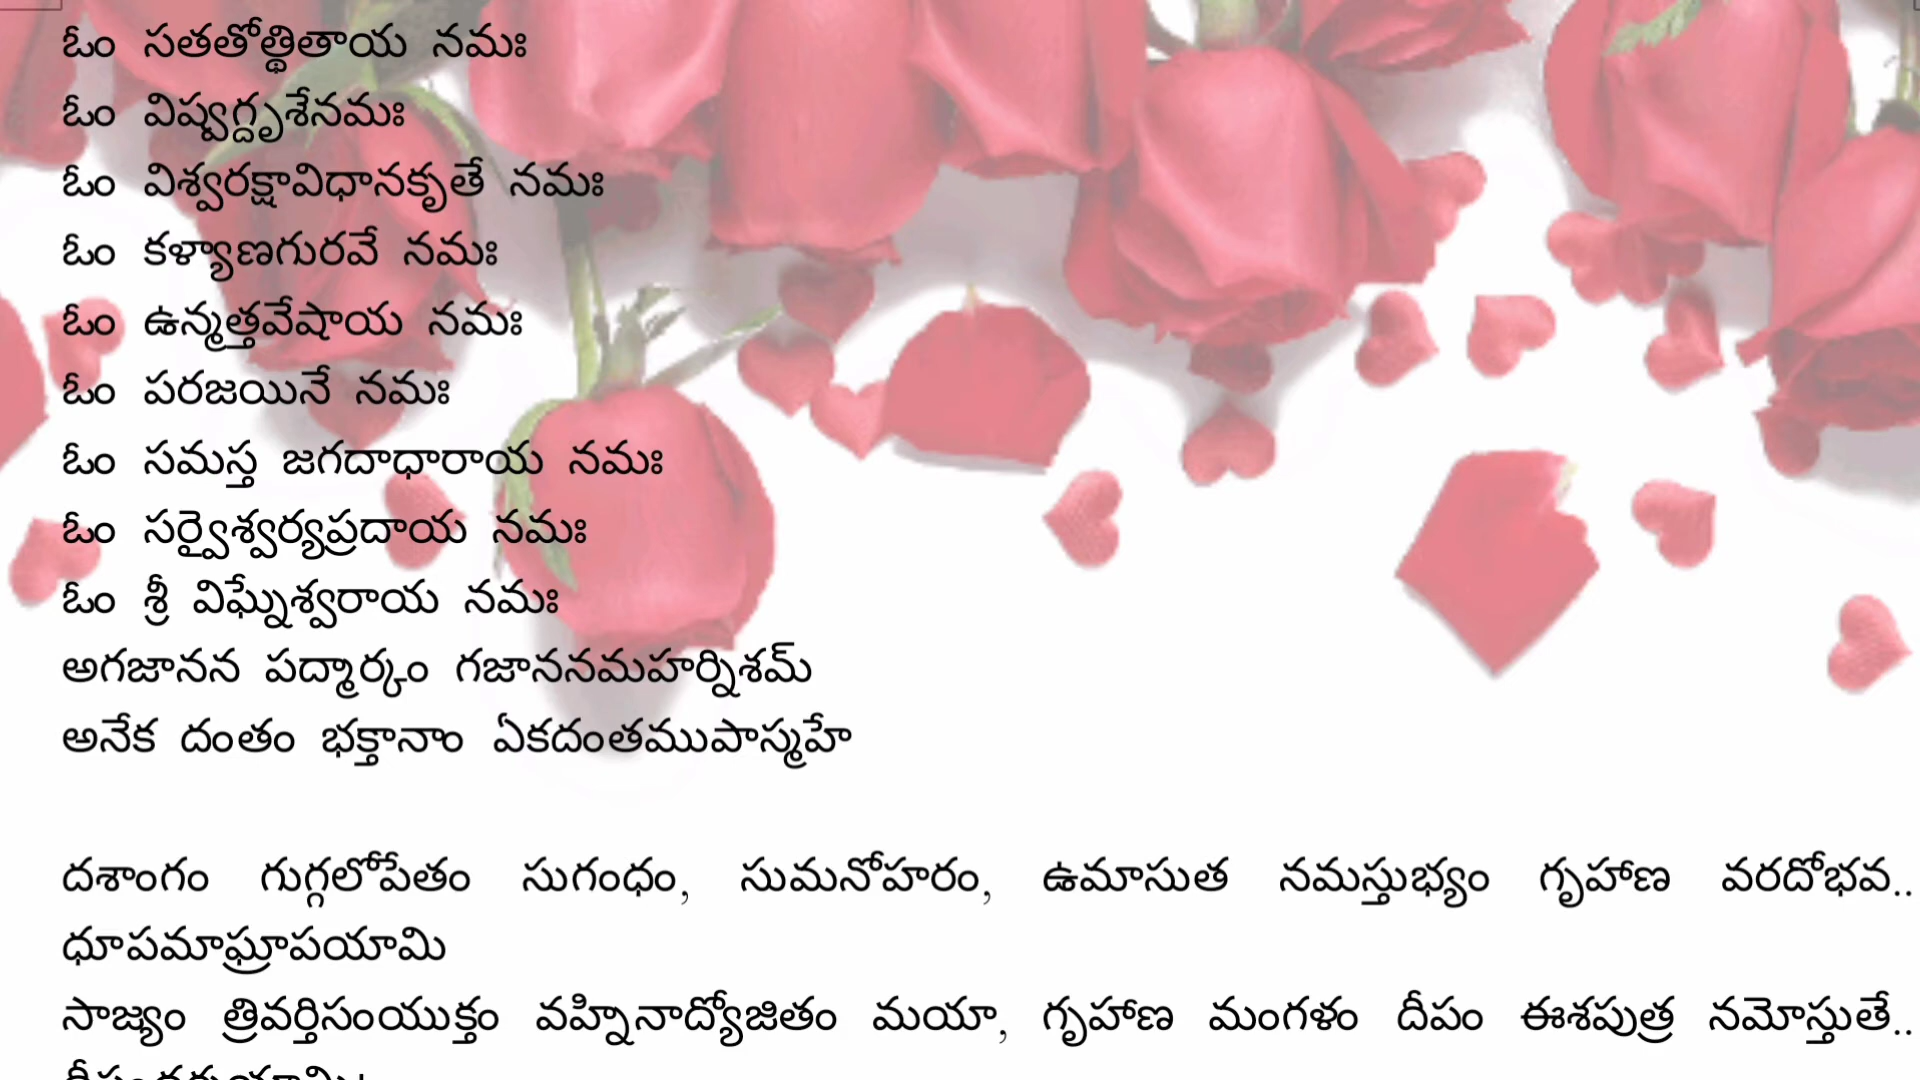 ఓం సతతోత్థితాయ నమః
ఓం విష్వగ్దృశేనమః
ఓం విశ్వరక్షావిధానకృతే నమః
ఓం కళ్యాణగురవే నమః
ఓం ఉన్మత్తవేషాయ నమః
ఓం పరజయినే నమః
ఓం సమస్త జగదాధారాయ నమః
ఓం సర్వైశ్వర్యప్రదాయ నమః
ఓం శ్రీ విఘ్నేశ్వరాయ నమః
అగజానన పద్మార్కం గజాననమహర్నిశమ్
అనేక దంతం భక్తానాం ఏకదంతముపాస్మహే
దశాంగం గుగ్గలోపేతం సుగంధం, సుమనోహరం, ఉమాసుత నమస్తుభ్యం గృహాణ వరదోభవ..
ధూపమాఘ్రాపయామి
సాజ్యం త్రివర్తిసంయుక్తం వహ్నినాద్యోజితం మయా, గృహాణ మంగళం దీపం ఈశపుత్ర నమోస్తుతే..